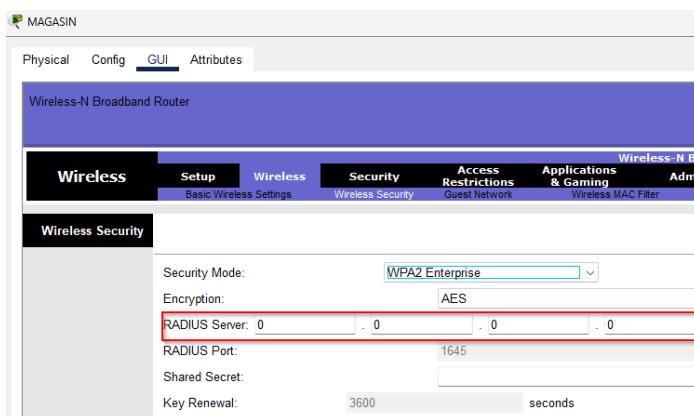 MAGASIN
Physical Config GUI Attributes
Wireless-N Broadband Router
Wireless-N B
Wireless Setup Wireless Security Access Restrictions Applications & Gaming Adm
Basic Wireless Settings Wireless Security Guest Network Wireless MAC Filter
Wireless Security
Security Mode: WPA2 Enterprise
Encryption: AES
RADIUS Server: 0 . 0 . 0 . 0
RADIUS Port: 1645
Shared Secret:
Key Renewal: 3600 seconds